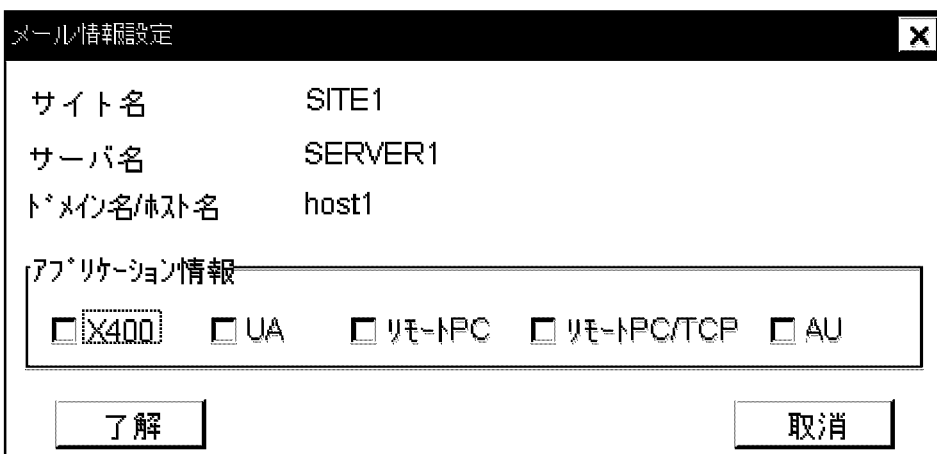 メール情報設定
サイト名 SITE1
サーバ名 SERVER1
ﾄﾞﾒｲﾝ名/ﾎｽﾄ名 host1
ｱﾌﾟﾘｹｰｼｮﾝ情報
X400 UA ﾘﾓｰﾄPC ﾘﾓｰﾄPC/TCP AU
了解 取消